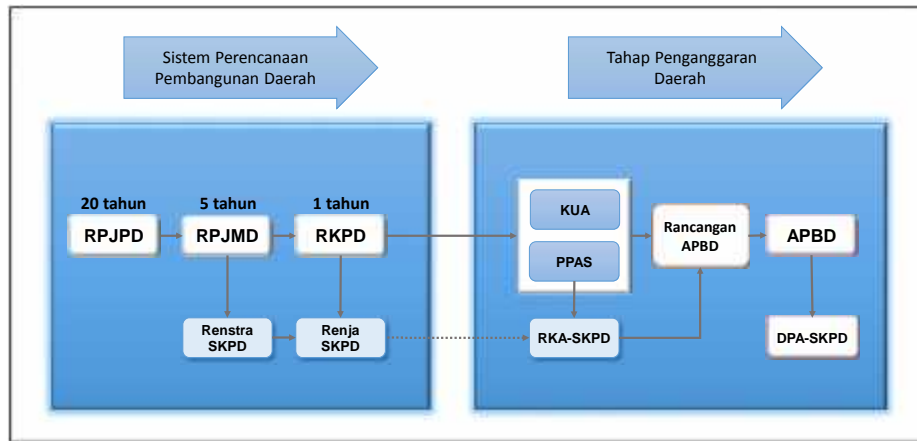 Sistem Perencanaan
Pembangunan Daerah
Tahap Penganggaran
Daerah
20 tahun
5 tahun
1 tahun
RPJPD
RPJMD
RKPD
Renstra
SKPD
Renja
SKPD
KUA
PPAS
Rancangan
APBD
APBD
RKA-SKPD
DPA-SKPD